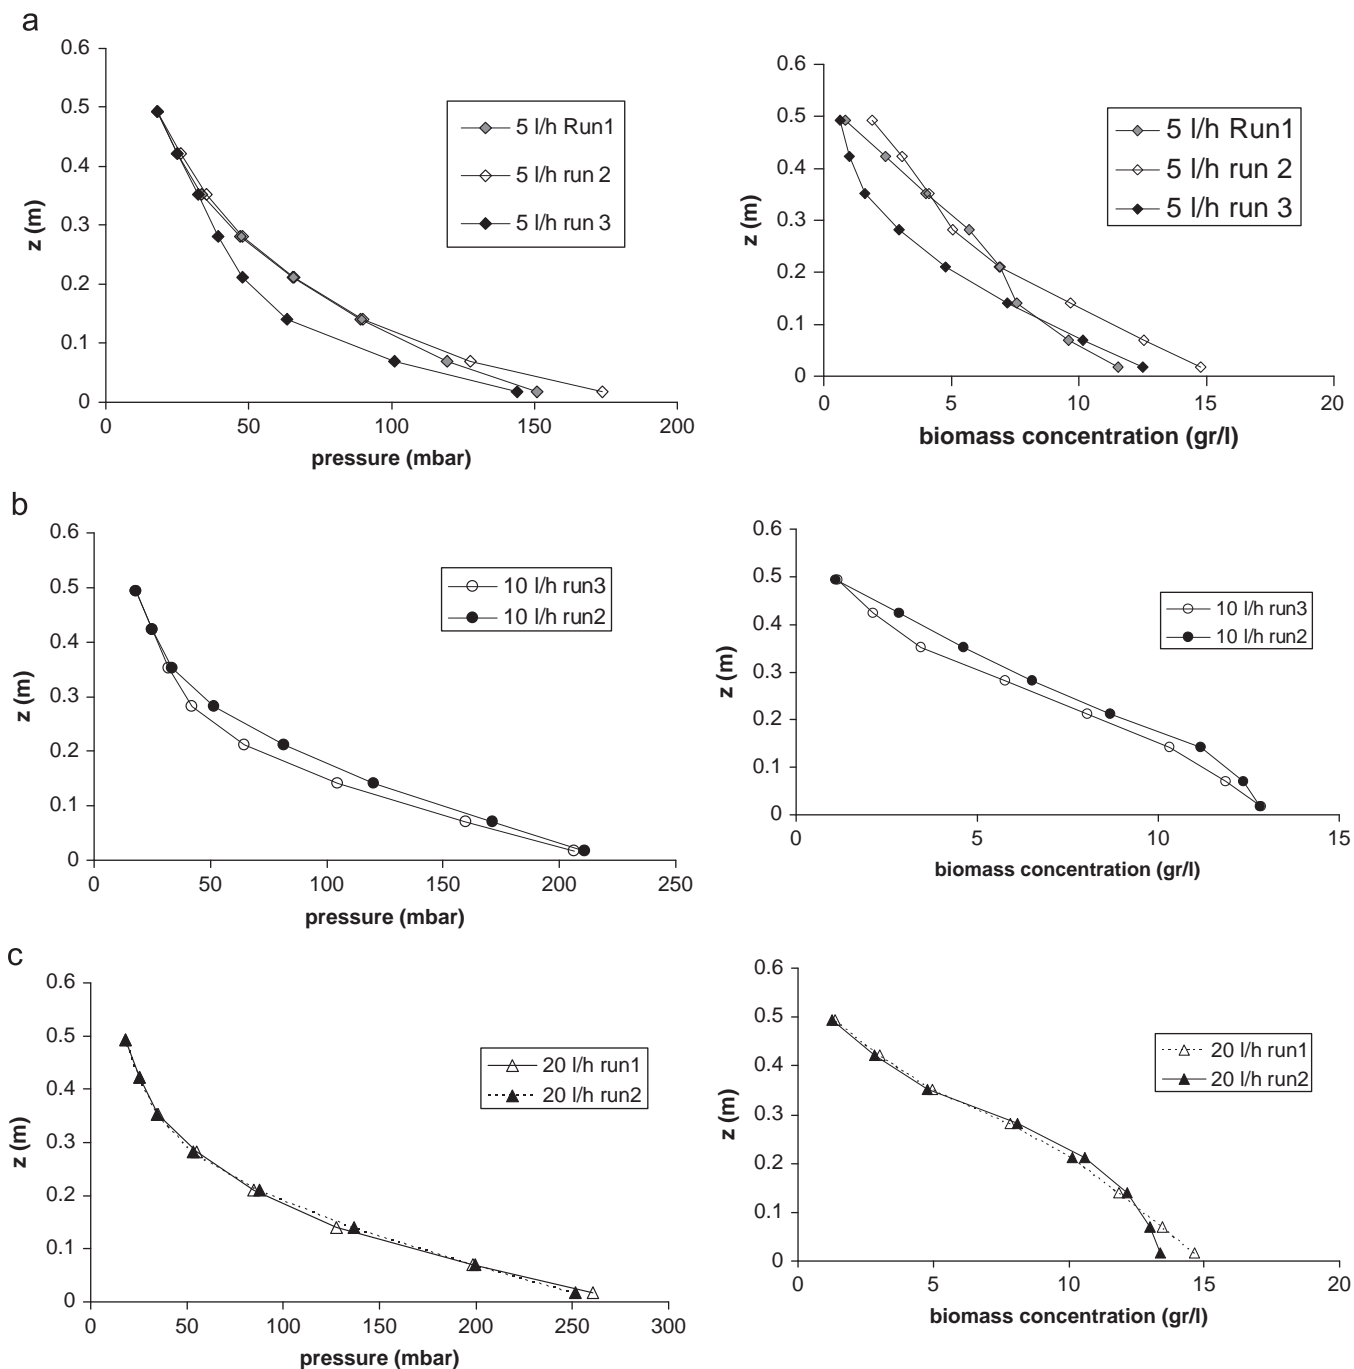 a
0.6
0.5
0.4
0.3
0.2
0.1
0
z (m)
0 50 100 150 200
pressure (mbar)
5 l/h Run1
5 l/h run 2
5 l/h run 3
0.6
0.5
0.4
0.3
0.2
0.1
0
z (m)
0 5 10 15 20
biomass concentration (gr/l)
5 l/h Run1
5 l/h run 2
5 l/h run 3
b
0.6
0.5
0.4
0.3
0.2
0.1
0
z (m)
0 50 100 150 200 250
pressure (mbar)
10 l/h run3
10 l/h run2
0.6
0.5
0.4
0.3
0.2
0.1
0
z (m)
0 5 10 15
biomass concentration (gr/l)
10 l/h run3
10 l/h run2
c
0.6
0.5
0.4
0.3
0.2
0.1
0
z (m)
0 50 100 150 200 250 300
pressure (mbar)
20 l/h run1
20 l/h run2
0.6
0.5
0.4
0.3
0.2
0.1
0
z (m)
0 5 10 15 20
biomass concentration (gr/l)
20 l/h run1
20 l/h run2